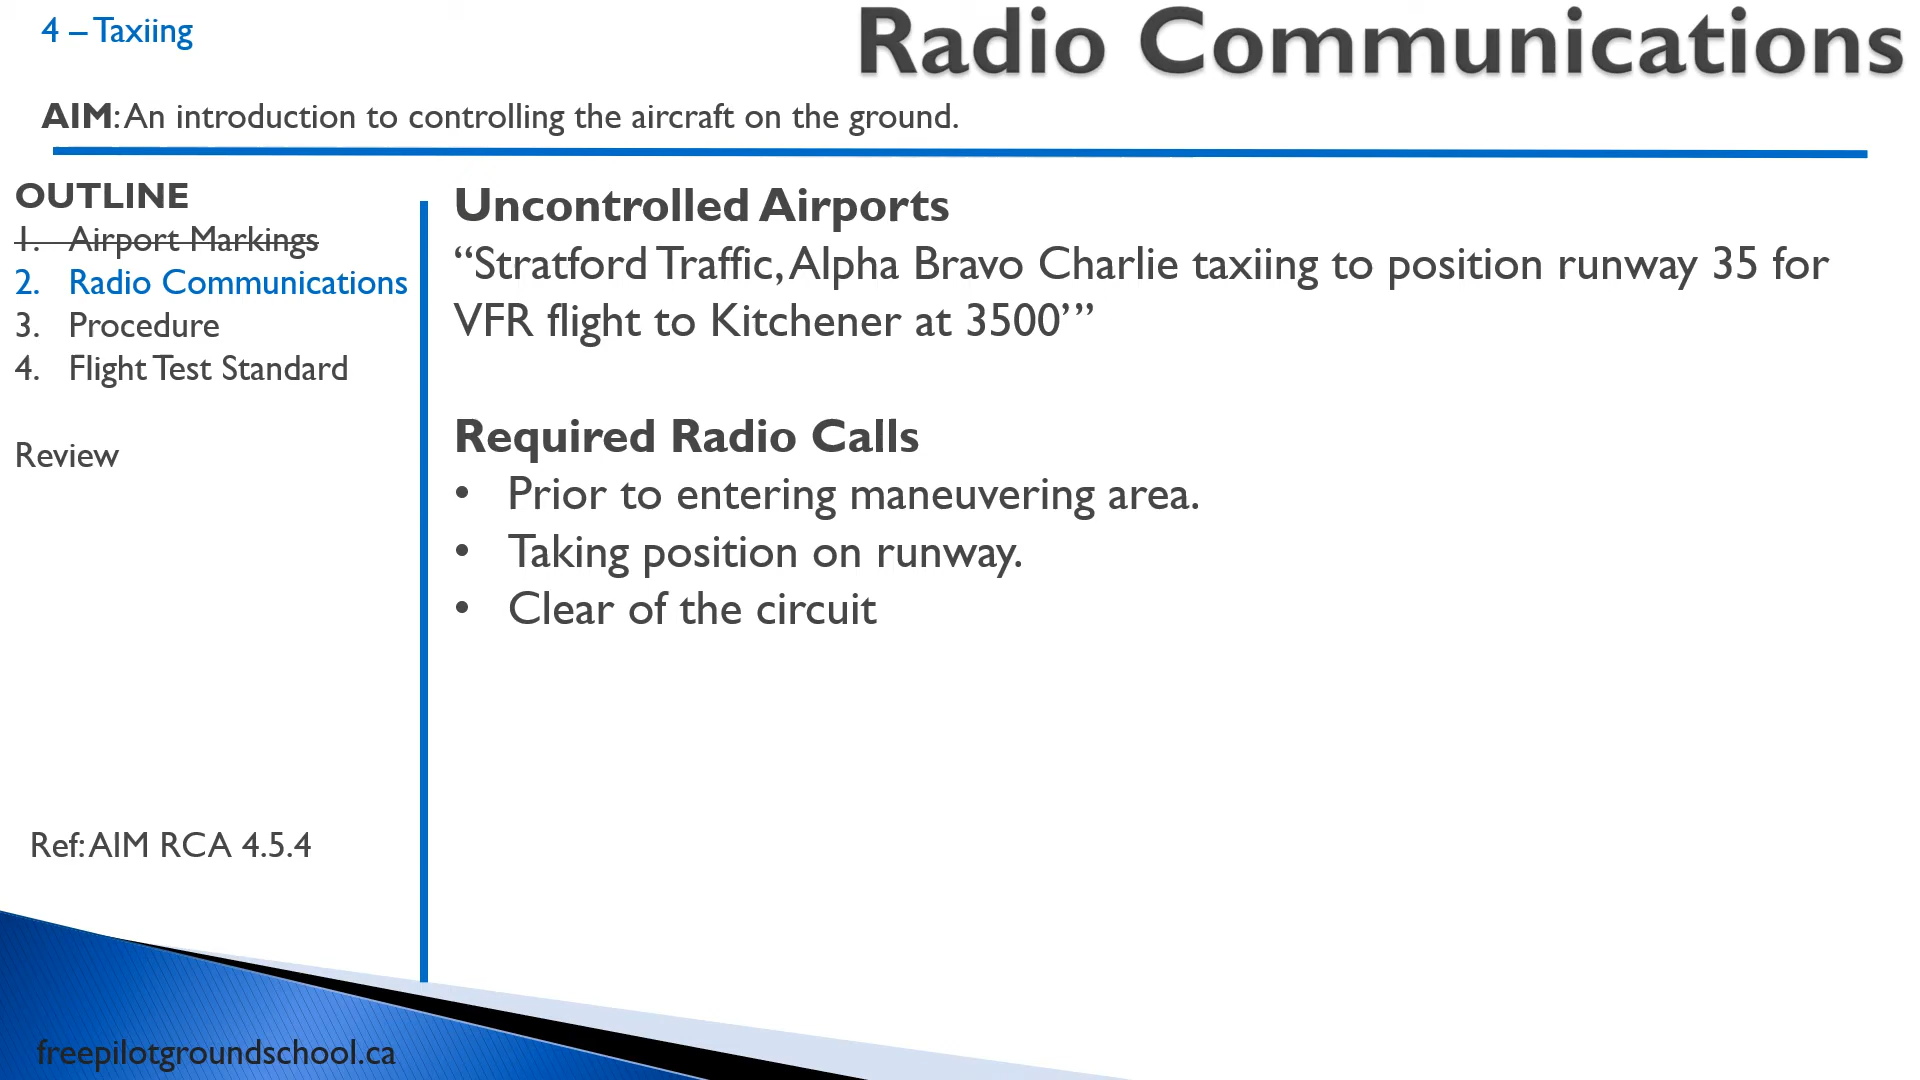 4 – Taxiing
Radio Communications
AIM: An introduction to controlling the aircraft on the ground.
OUTLINE
1. Airport Markings
2. Radio Communications
3. Procedure
4. Flight Test Standard
Review
Ref: AIM RCA 4.5.4
Uncontrolled Airports
“Stratford Traffic, Alpha Bravo Charlie taxiing to position runway 35 for
VFR flight to Kitchener at 3500’”
Required Radio Calls
• Prior to entering maneuvering area.
• Taking position on runway.
• Clear of the circuit
freepilotgroundschool.ca